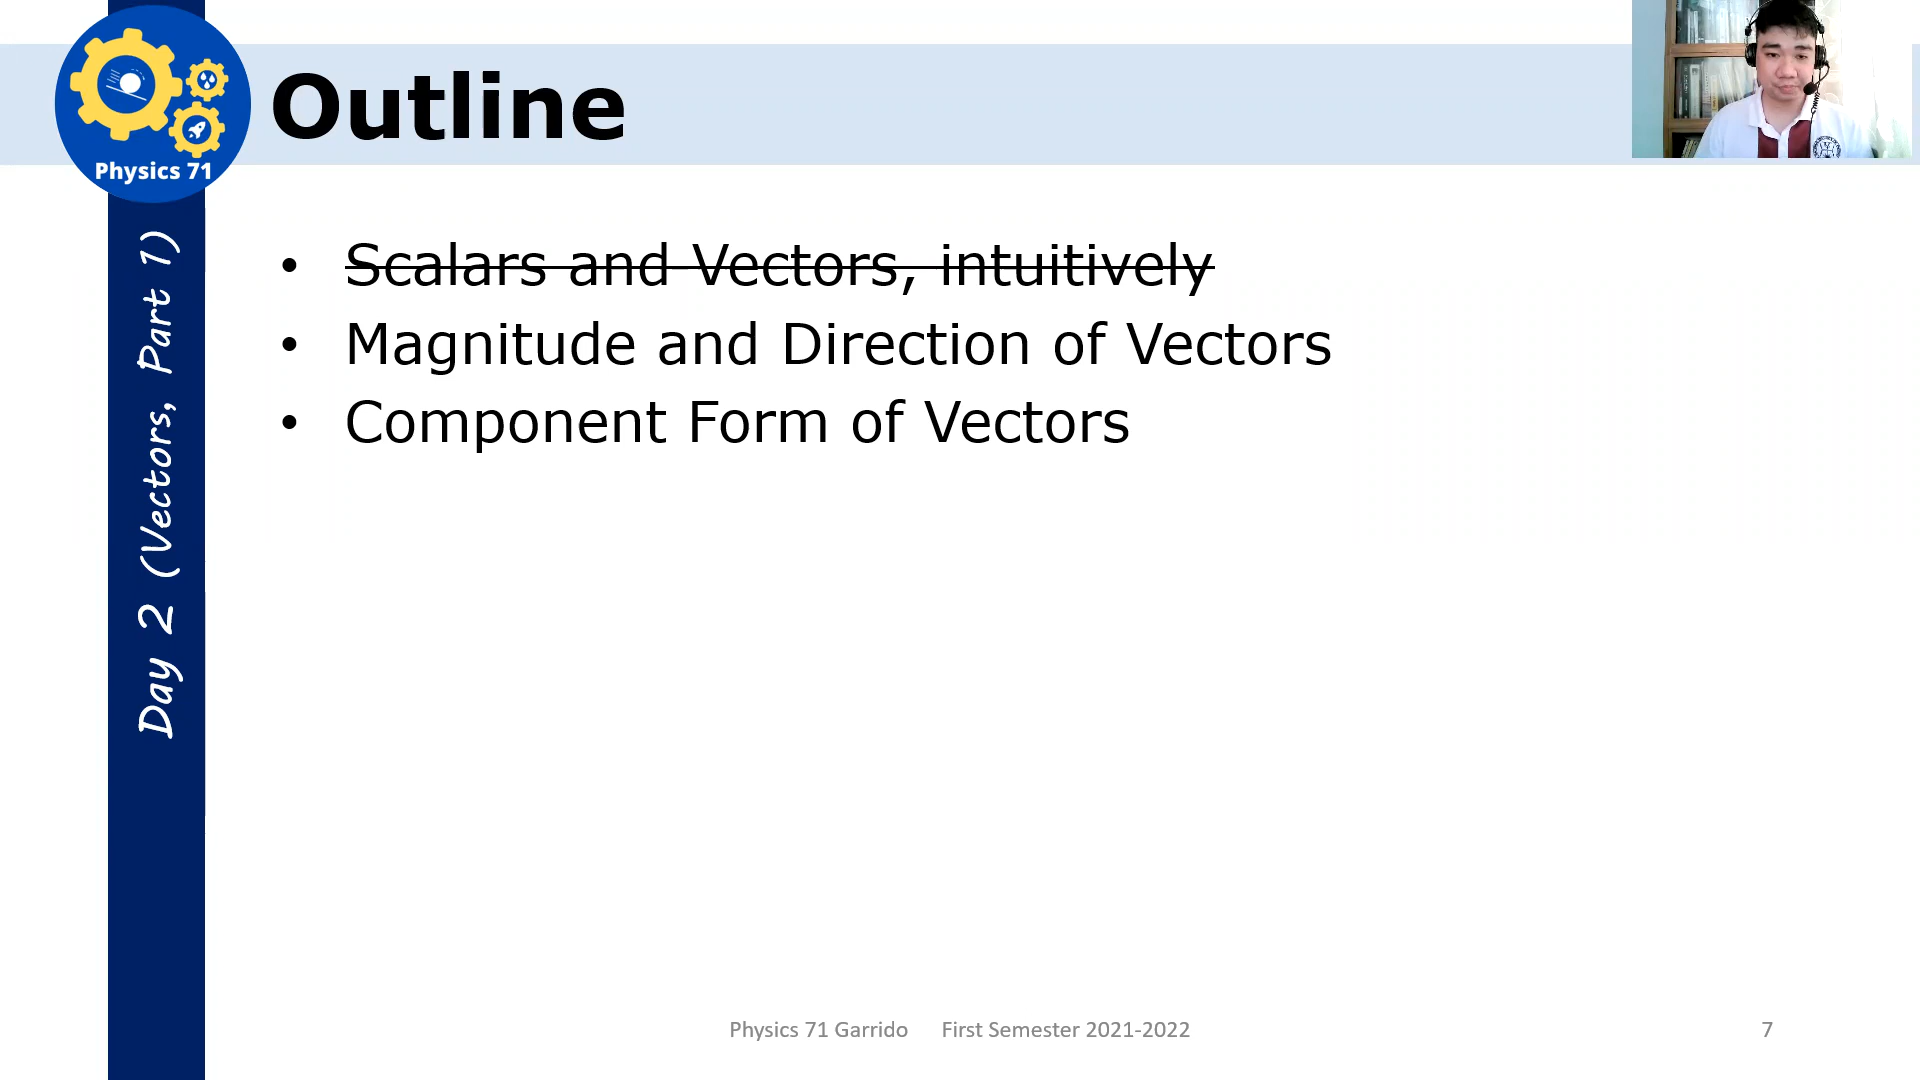 Outline
Physics 71
Day 2 (Vectors, Part 1)
• Scalars and Vectors, intuitively
• Magnitude and Direction of Vectors
• Component Form of Vectors
Physics 71 Garrido First Semester 2021-2022
7